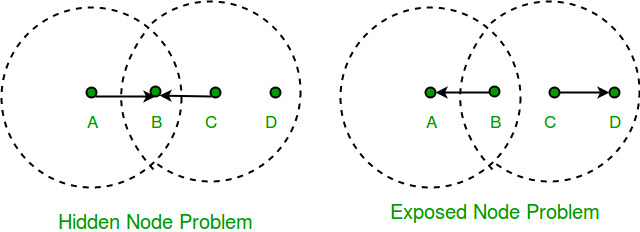 A B C D
Hidden Node Problem
A B C D
Exposed Node Problem